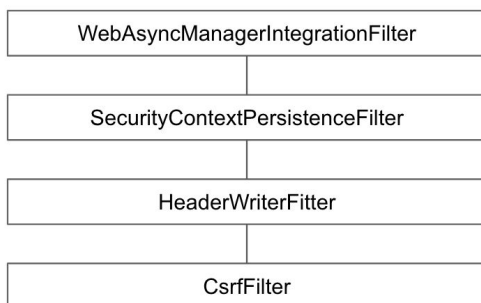 WebAsyncManagerIntegrationFilter
SecurityContextPersistenceFilter
HeaderWriterFitter
CsrfFilter